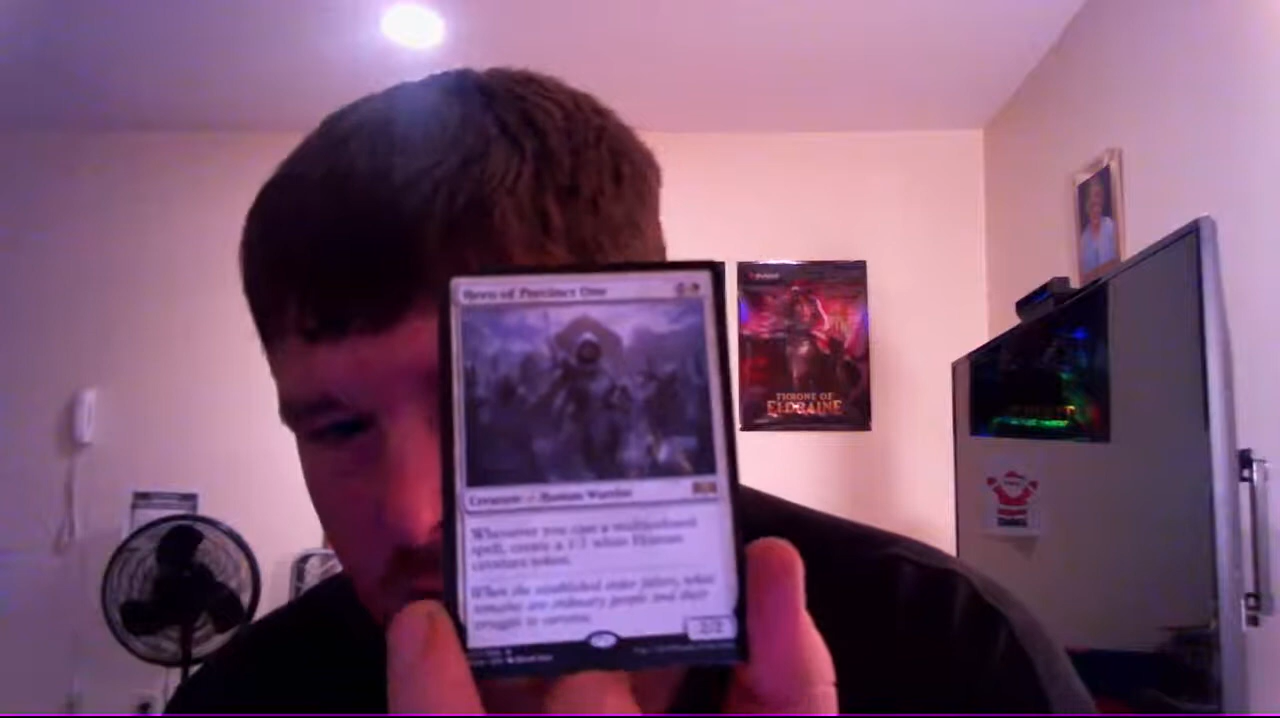 Hero of Precinct One
Creature - Human Warrior
Whenever you cast a multicolored
spell, create a 1/1 white Human
creature token.
When the established order falters, what
remains are ordinary people and their
struggle to survive.
2/2
THRONE OF
ELDRAINE